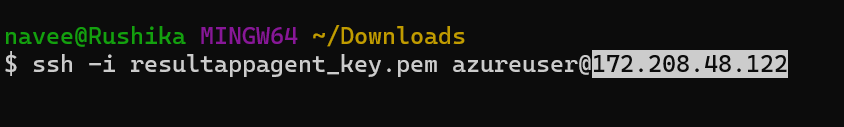 navee@Rushika MINGW64 ~/Downloads
$ ssh -i resultappagent_key.pem azureuser@172.208.48.122